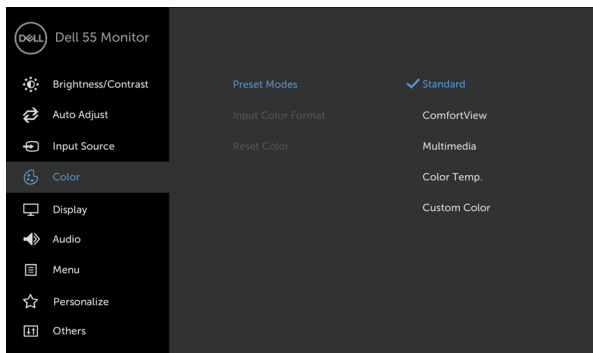 DELL Dell 55 Monitor
Brightness/Contrast
Auto Adjust
Input Source
Color
Display
Audio
Menu
Personalize
Others
Preset Modes
Input Color Format
Reset Color
Standard
ComfortView
Multimedia
Color Temp.
Custom Color